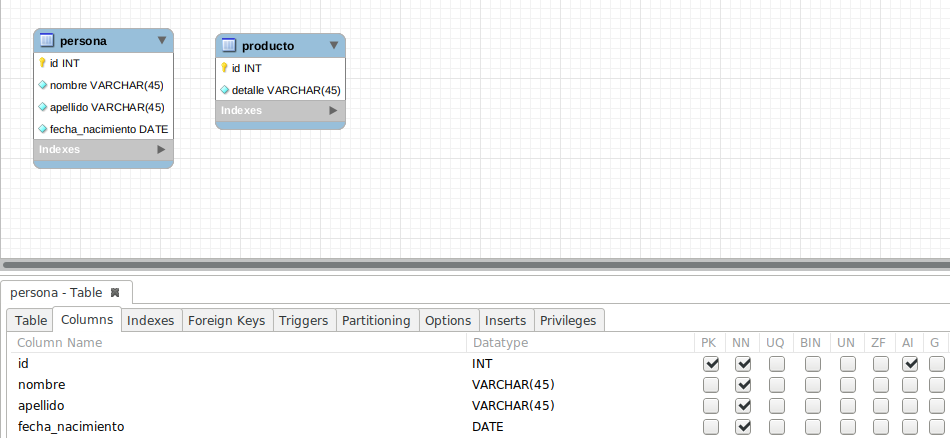 persona
id INT
nombre VARCHAR(45)
apellido VARCHAR(45)
fecha_nacimiento DATE
Indexes
producto
id INT
detalle VARCHAR(45)
Indexes
persona - Table
Table Columns Indexes Foreign Keys Triggers Partitioning Options Inserts Privileges
Column Name Datatype PK NN UQ BIN UN ZF AI G
id INT
nombre VARCHAR(45)
apellido VARCHAR(45)
fecha_nacimiento DATE